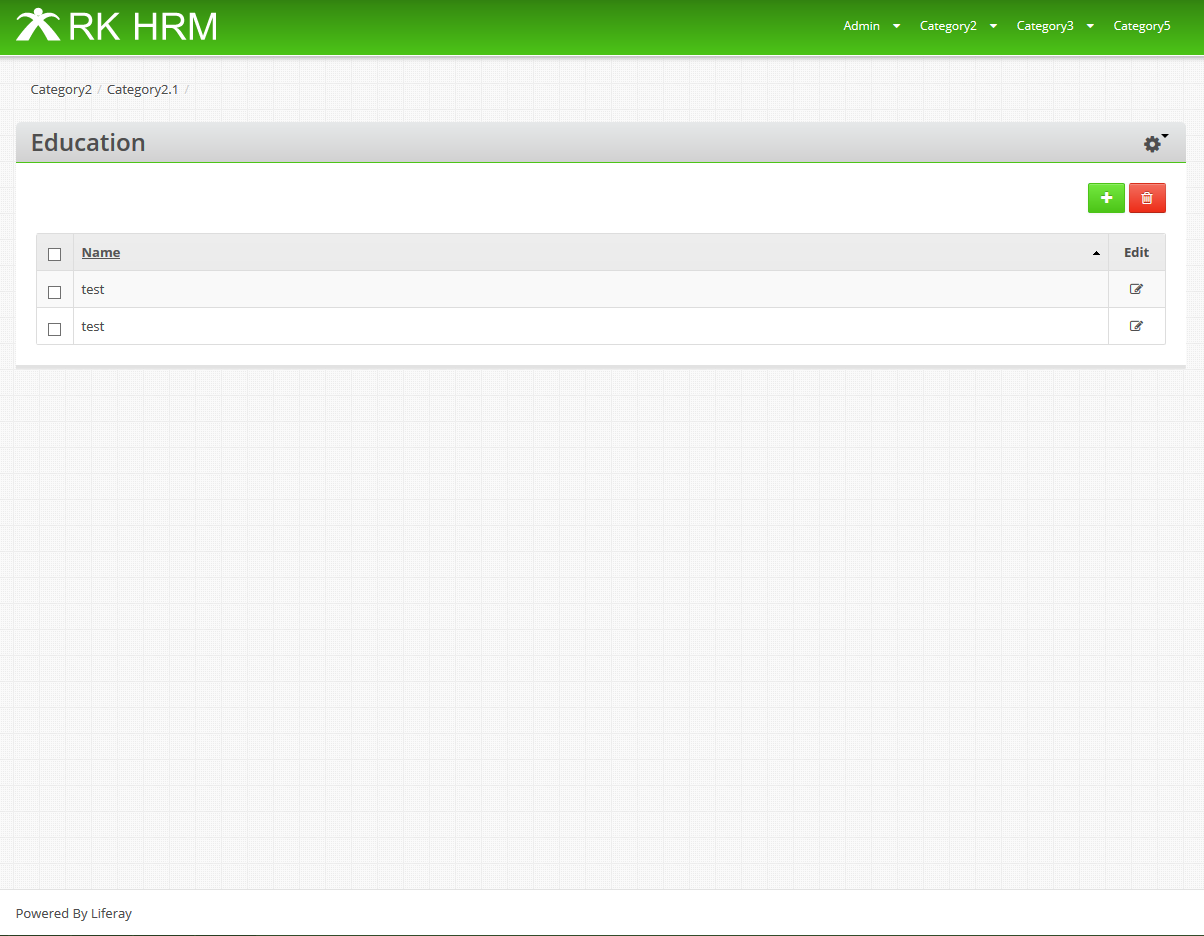 RK HRM
Admin Category2 Category3 Category5
Category2 / Category2.1 /
Education
Name Edit
test
test
Powered By Liferay